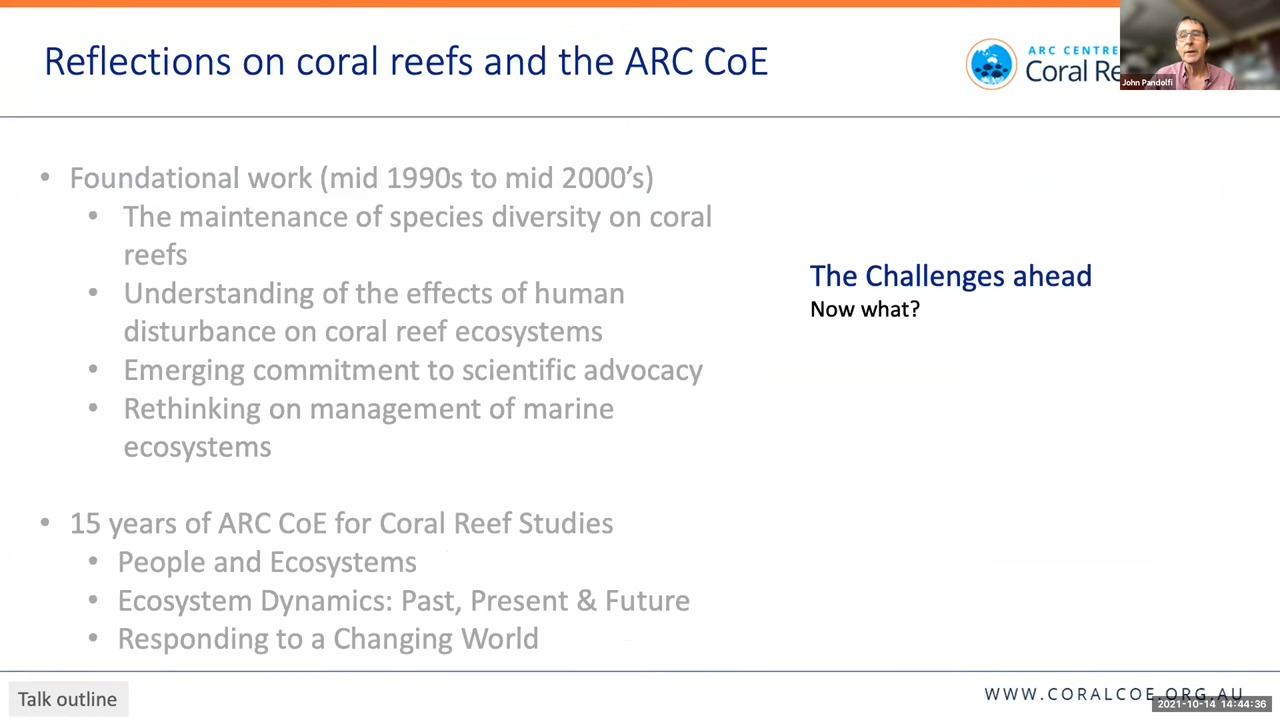 Reflections on coral reefs and the ARC CoE
ARC CENTRE
Coral Re
John Pandolfi
• Foundational work (mid 1990s to mid 2000's)
• The maintenance of species diversity on coral
reefs
• Understanding of the effects of human
disturbance on coral reef ecosystems
• Emerging commitment to scientific advocacy
• Rethinking on management of marine
ecosystems
• 15 years of ARC CoE for Coral Reef Studies
• People and Ecosystems
• Ecosystem Dynamics: Past, Present & Future
• Responding to a Changing World
The Challenges ahead
Now what?
Talk outline
WWW.CORALCOE.ORG.AU
2021-10-14 14:44:36